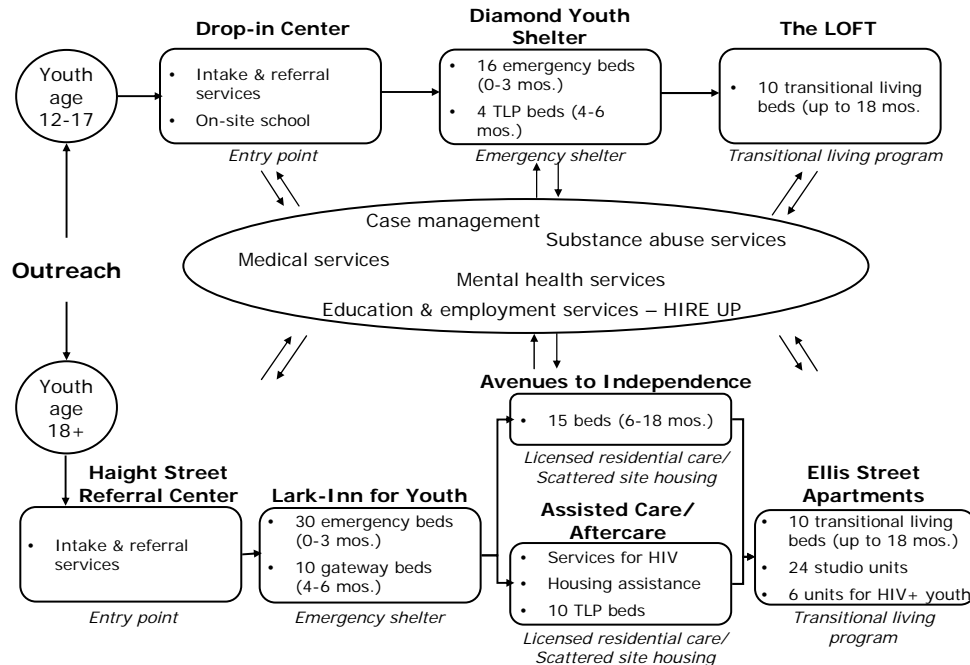 Drop-in Center
Diamond Youth
Shelter
The LOFT
Youth
age
12-17
• Intake & referral
services
• On-site school
• 16 emergency beds
(0-3 mos.)
• 4 TLP beds (4-6
mos.)
• 10 transitional living
beds (up to 18 mos.
Entry point
Emergency shelter
Transitional living program
Case management
Substance abuse services
Medical services
Mental health services
Education & employment services – HIRE UP
Outreach
Youth
age
18+
Avenues to Independence
• 15 beds (6-18 mos.)
Licensed residential care/
Scattered site housing
Haight Street
Referral Center
• Intake & referral
services
Entry point
Lark-Inn for Youth
• 30 emergency beds
(0-3 mos.)
• 10 gateway beds
(4-6 mos.)
Emergency shelter
Assisted Care/
Aftercare
• Services for HIV
• Housing assistance
• 10 TLP beds
Licensed residential care/
Scattered site housing
Ellis Street
Apartments
• 10 transitional living
beds (up to 18 mos.)
• 24 studio units
• 6 units for HIV+ youth
Transitional living
program